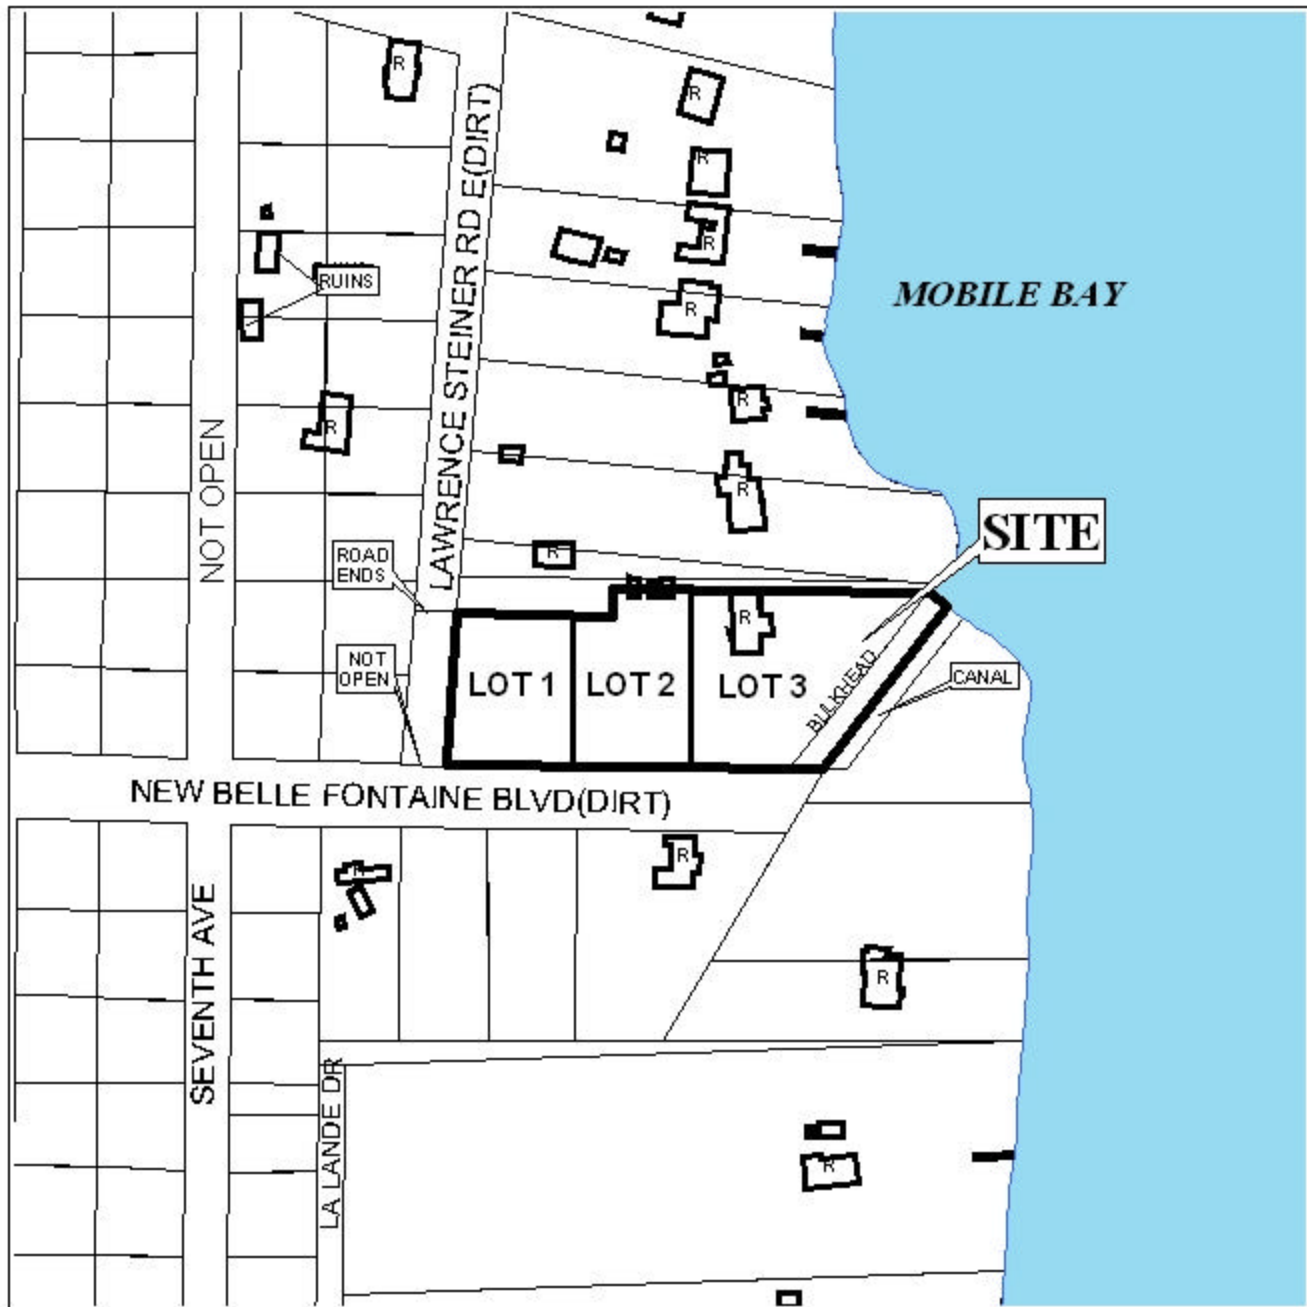 R
R
R
LAWRENCE STEINER RD E(DIRT)
R
RUINS
MOBILE BAY
R
R
R
NOT OPEN
R
SITE
ROAD
ENDS
R
R
NOT
OPEN
LOT 1
LOT 2
LOT 3
BULKHEAD
CANAL
NEW BELLE FONTAINE BLVD(DIRT)
R
R
SEVENTH AVE
R
LA LANDE DR
R